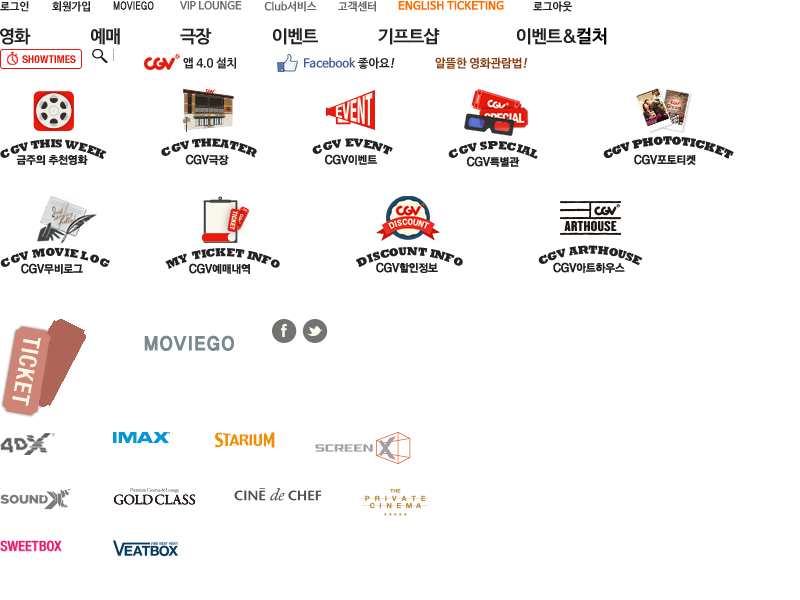 로그인 회원가입 MOVIEGO VIP LOUNGE Club서비스 고객센터 ENGLISH TICKETING 로그아웃
영화 예매 극장 이벤트 기프트샵 이벤트&컬처
SHOWTIMES CGV 앱 4.0 설치 Facebook 좋아요! 알뜰한 영화관람법!
EVENT CGV SPECIAL
CGV THIS WEEK CGV THEATER CGV EVENT CGV SPECIAL CGV PHOTOTICKET
금주의 추천영화 CGV극장 CGV이벤트 CGV특별관 CGV포토티켓
TICKET CGV DISCOUNT CGV ARTHOUSE
CGV MOVIE LOG MY TICKET INFO DISCOUNT INFO CGV ARTHOUSE
CGV무비로그 CGV예매내역 CGV할인정보 CGV아트하우스
TICKET MOVIEGO
4DX IMAX STARIUM SCREEN X
SOUND X Premium Cinema & Lounge GOLD CLASS CINÉ de CHEF THE PRIVATE CINEMA
SWEETBOX VEATBOX